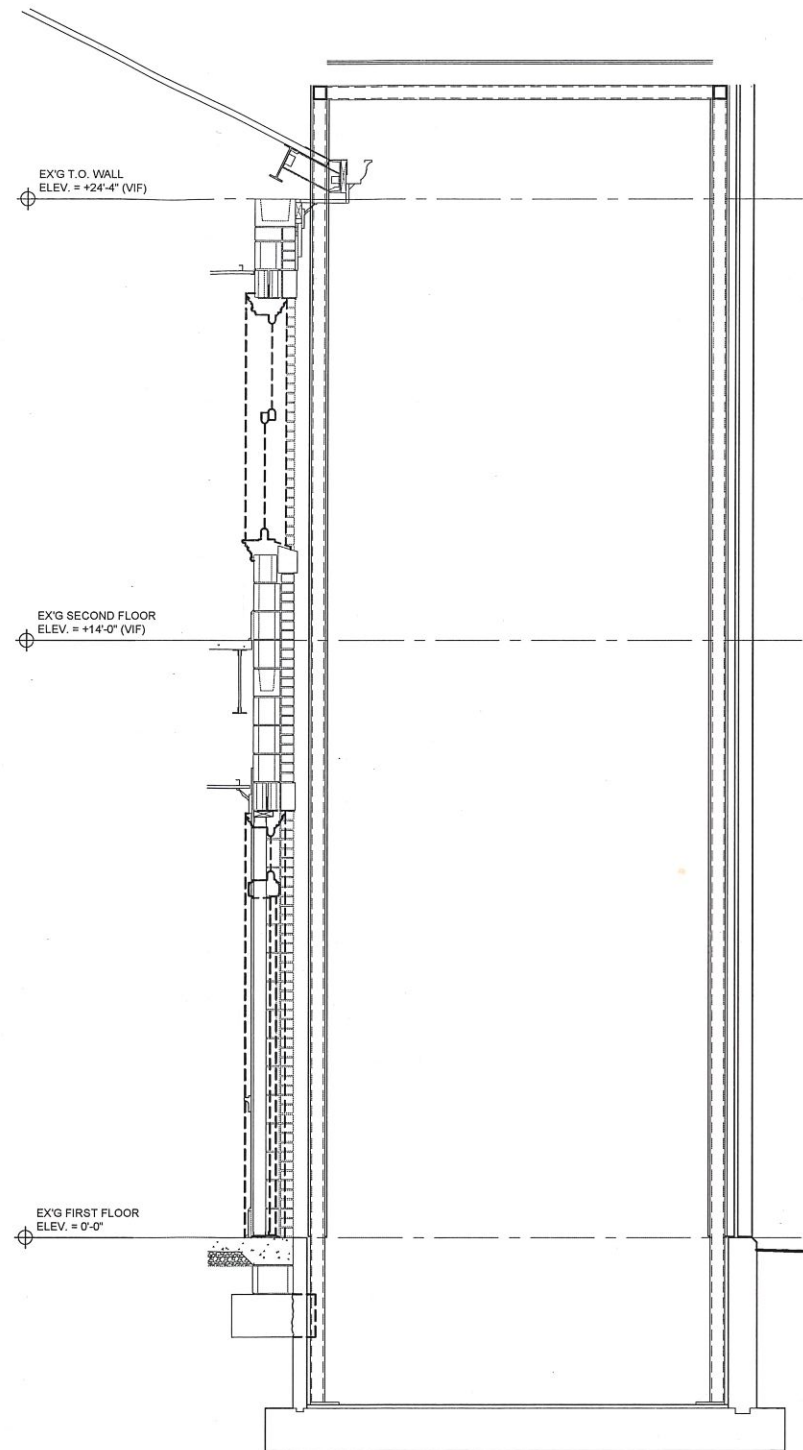 EX'G T.O. WALL
ELEV. = +24'-4" (VIF)
EX'G SECOND FLOOR
ELEV. = +14'-0" (VIF)
EX'G FIRST FLOOR
ELEV. = 0'-0"